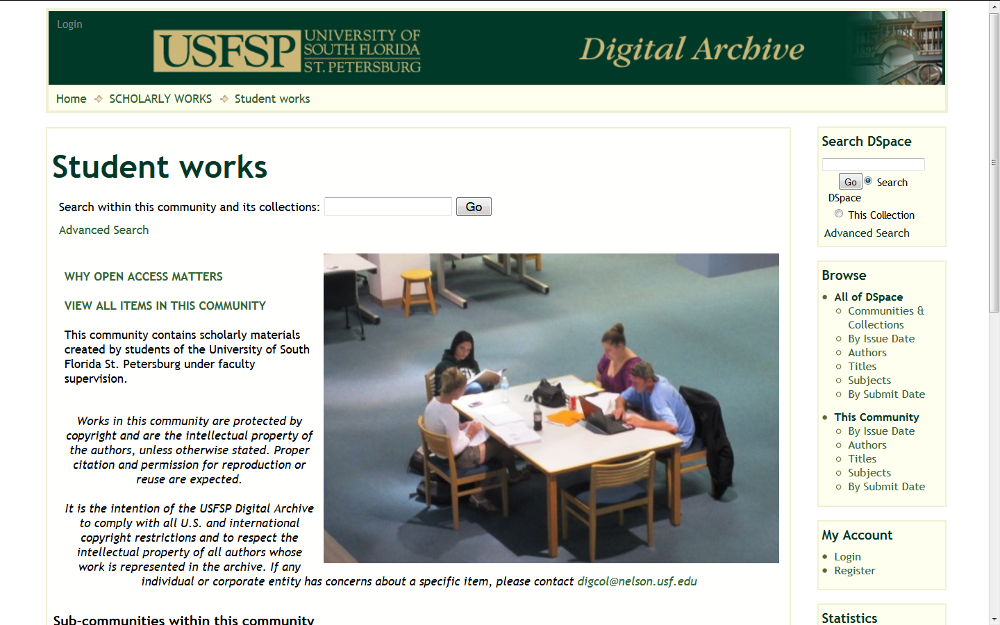 Login
USFSP UNIVERSITY OF
SOUTH FLORIDA
ST. PETERSBURG
Digital Archive
Home SCHOLARLY WORKS Student works
Student works
Search within this community and its collections: Go
Advanced Search
WHY OPEN ACCESS MATTERS
VIEW ALL ITEMS IN THIS COMMUNITY
This community contains scholarly materials
created by students of the University of South
Florida St. Petersburg under faculty
supervision.
Works in this community are protected by
copyright and are the intellectual property of
the authors, unless otherwise stated. Proper
citation and permission for reproduction or
reuse are expected.
It is the intention of the USFSP Digital Archive
to comply with all U.S. and international
copyright restrictions and to respect the
intellectual property of all authors whose
work is represented in the archive. If any
individual or corporate entity has concerns about a specific item, please contact digcol@nelson.usf.edu
Sub-communities within this community
Search DSpace
Go Search
DSpace
This Collection
Advanced Search
Browse
All of DSpace
Communities &
Collections
By Issue Date
Authors
Titles
Subjects
By Submit Date
This Community
By Issue Date
Authors
Titles
Subjects
By Submit Date
My Account
Login
Register
Statistics